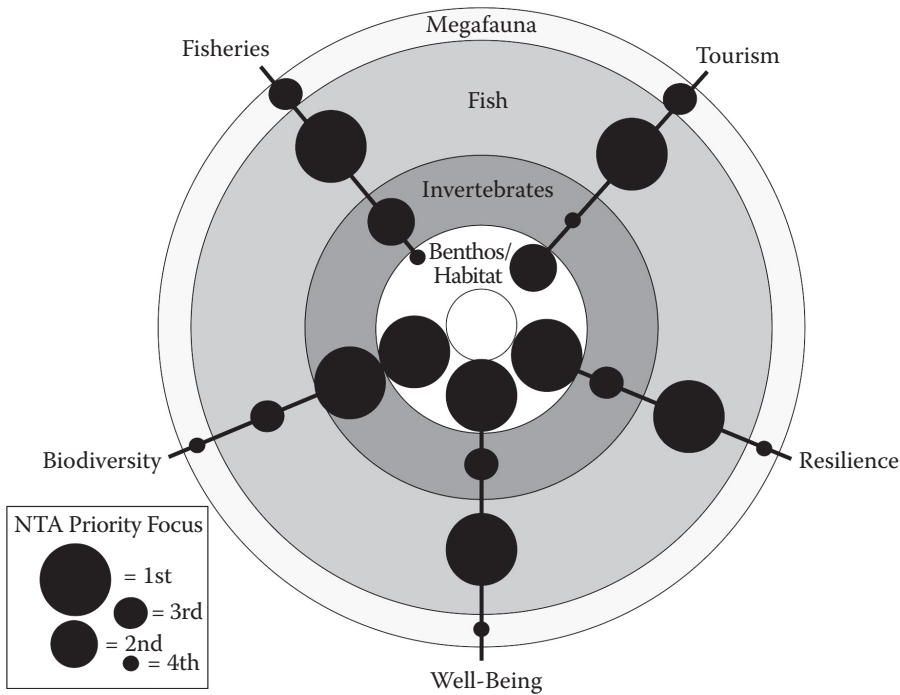 Megafauna
Fisheries
Tourism
Fish
Invertebrates
Benthos/
Habitat
Biodiversity
Resilience
Well-Being
NTA Priority Focus
= 1st
= 3rd
= 2nd
= 4th